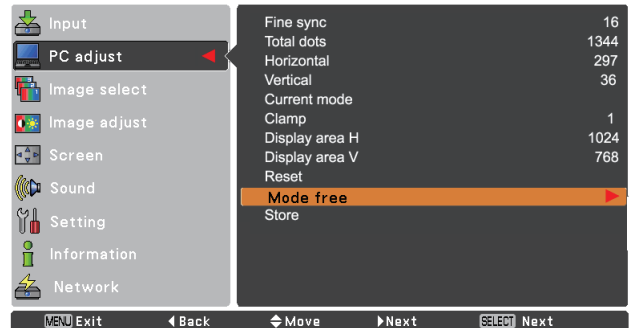 Input
PC adjust
Image select
Image adjust
Screen
Sound
Setting
Information
Network
Fine sync 16
Total dots 1344
Horizontal 297
Vertical 36
Current mode
Clamp 1
Display area H 1024
Display area V 768
Reset
Mode free
Store
MENU Exit Back Move Next SELECT Next